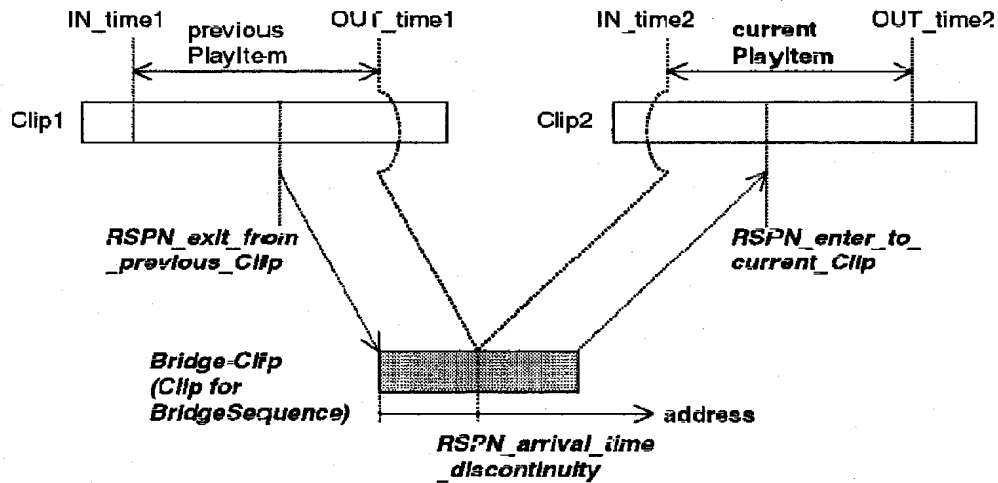 IN_time1
previous
PlayItem
OUT_time1
IN_time2
current
PlayItem
OUT_time2
Clip1
Clip2
RSPN_exit_from
_previous_Clip
RSPN_enter_to_
current_Clip
Bridge-Clip
(Clip for
BridgeSequence)
address
RSPN_arrival_time
_discontinuity